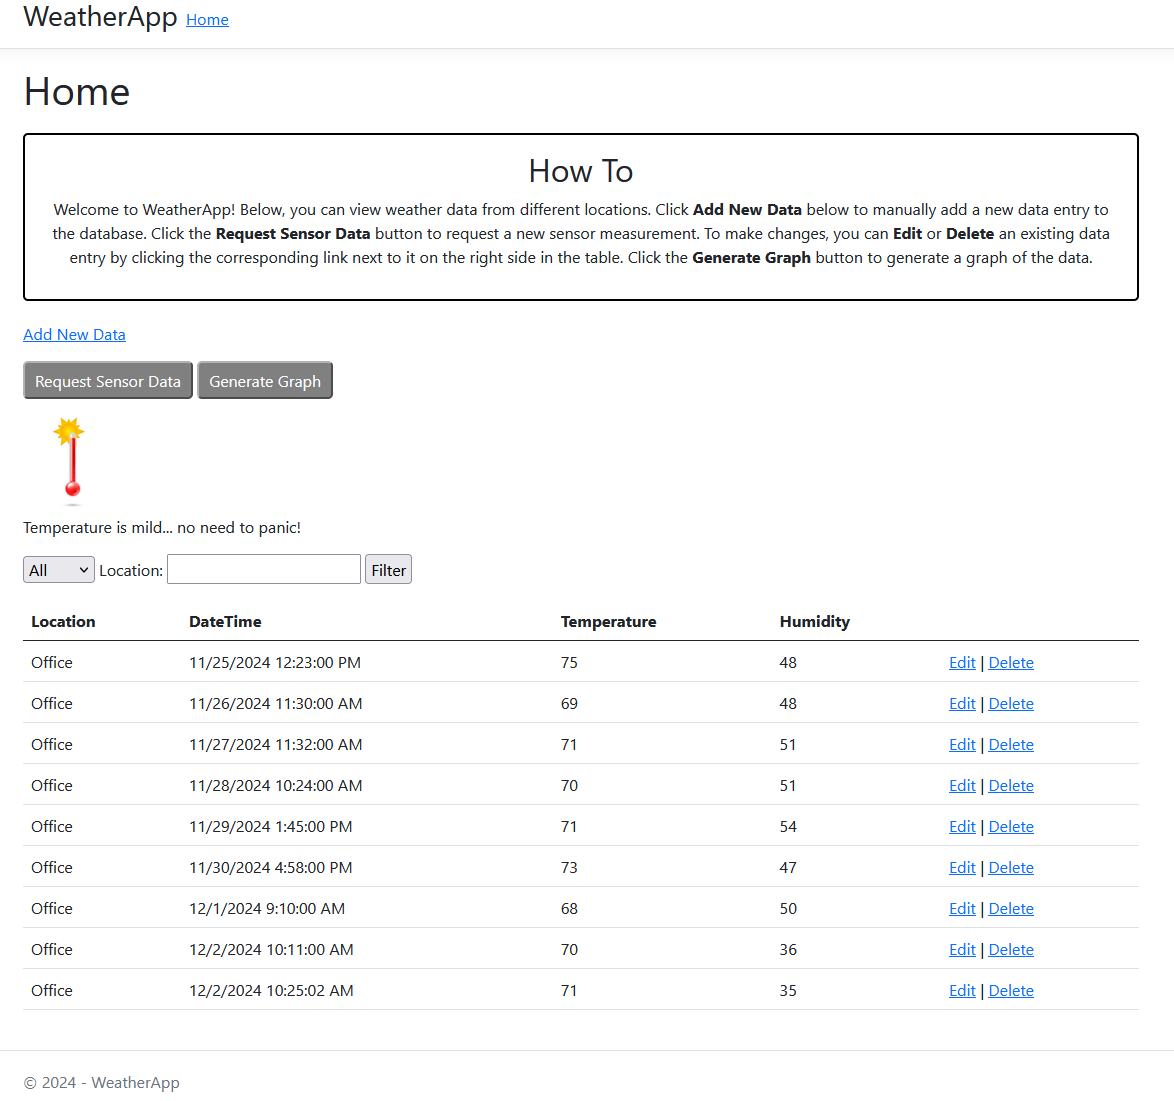 WeatherApp Home
Home
How To
Welcome to WeatherApp! Below, you can view weather data from different locations. Click Add New Data below to manually add a new data entry to
the database. Click the Request Sensor Data button to request a new sensor measurement. To make changes, you can Edit or Delete an existing data
entry by clicking the corresponding link next to it on the right side in the table. Click the Generate Graph button to generate a graph of the data.
Add New Data
Request Sensor Data Generate Graph
Temperature is mild... no need to panic!
All Location: Filter
Location DateTime Temperature Humidity
Office 11/25/2024 12:23:00 PM 75 48 Edit | Delete
Office 11/26/2024 11:30:00 AM 69 48 Edit | Delete
Office 11/27/2024 11:32:00 AM 71 51 Edit | Delete
Office 11/28/2024 10:24:00 AM 70 51 Edit | Delete
Office 11/29/2024 1:45:00 PM 71 54 Edit | Delete
Office 11/30/2024 4:58:00 PM 73 47 Edit | Delete
Office 12/1/2024 9:10:00 AM 68 50 Edit | Delete
Office 12/2/2024 10:11:00 AM 70 36 Edit | Delete
Office 12/2/2024 10:25:02 AM 71 35 Edit | Delete
© 2024 - WeatherApp